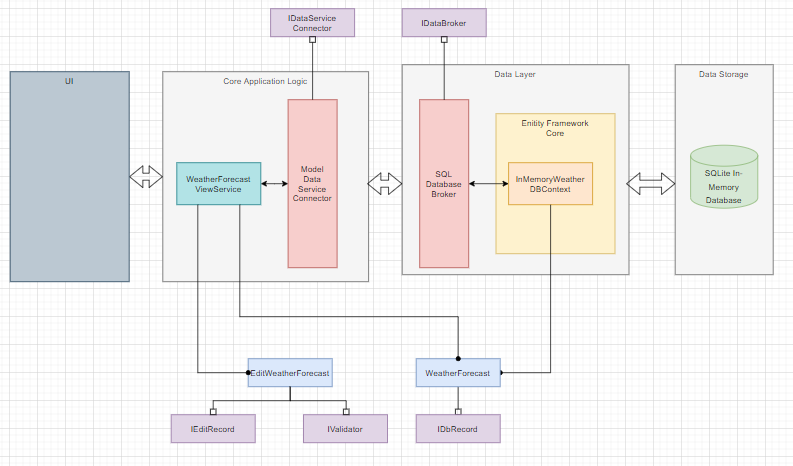 IDataService
Connector
IDataBroker
UI
Core Application Logic
Data Layer
Data Storage
Enitity Framework
Core
WeatherForecast
ViewService
Model
Data
Service
Connector
SQL
Database
Broker
InMemoryWeather
DBContext
SQLite In-
Memory
Database
EditWeatherForecast
WeatherForecast
IEditRecord
IValidator
IDbRecord